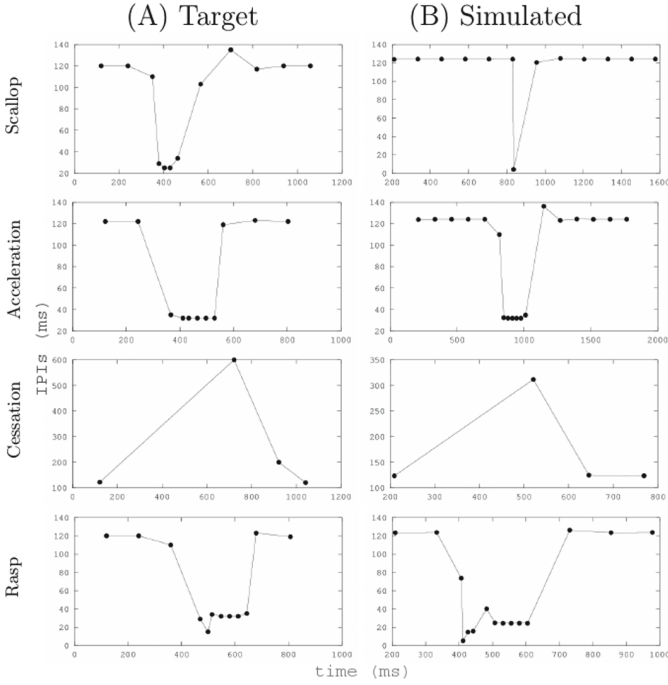 (A) Target (B) Simulated
Scallop
140 120 100 80 60 40 20
0 200 400 600 800 1000 1200
140 120 100 80 60 40 20 0
200 400 600 800 1000 1200 1400 1600
Acceleration
140 120 100 80 60 40 20
0 200 400 600 800 1000
140 120 100 80 60 40 20
0 500 1000 1500 2000
IPIs (ms)
Cessation
600 500 400 300 200 100
0 200 400 600 800 1000 1200
350 300 250 200 150 100
200 300 400 500 600 700 800
Rasp
140 120 100 80 60 40 20 0
0 200 400 600 800 1000
140 120 100 80 60 40 20 0
200 300 400 500 600 700 800 900 1000
time (ms)